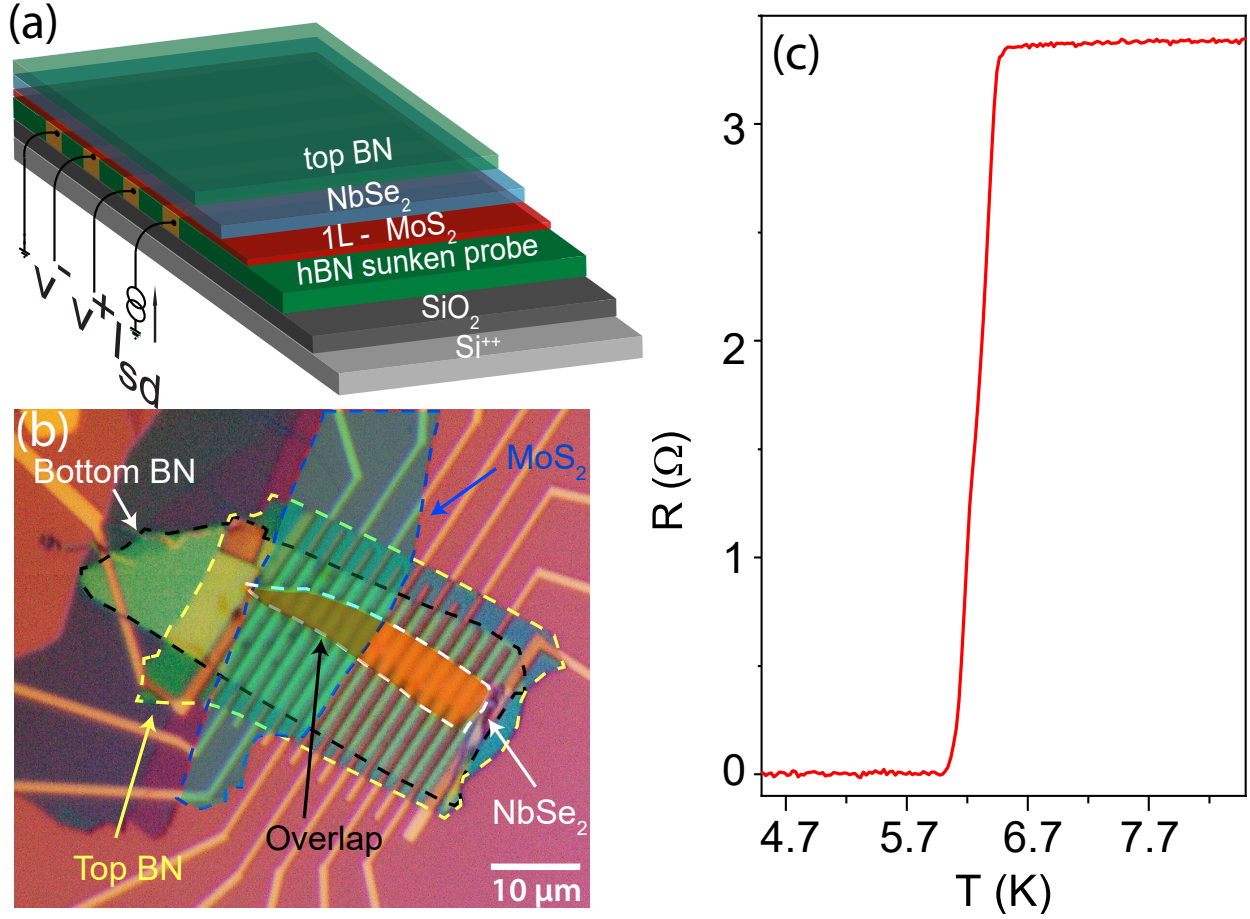 (a)
top BN
NbSe₂
1L - MoS₂
hBN sunken probe
SiO₂
Si⁺⁺
V⁻
V⁺
Isd
(b)
Bottom BN
MoS₂
Overlap
NbSe₂
Top BN
10 μm
(c)
R (Ω)
3
2
1
0
4.7
5.7
6.7
7.7
T (K)